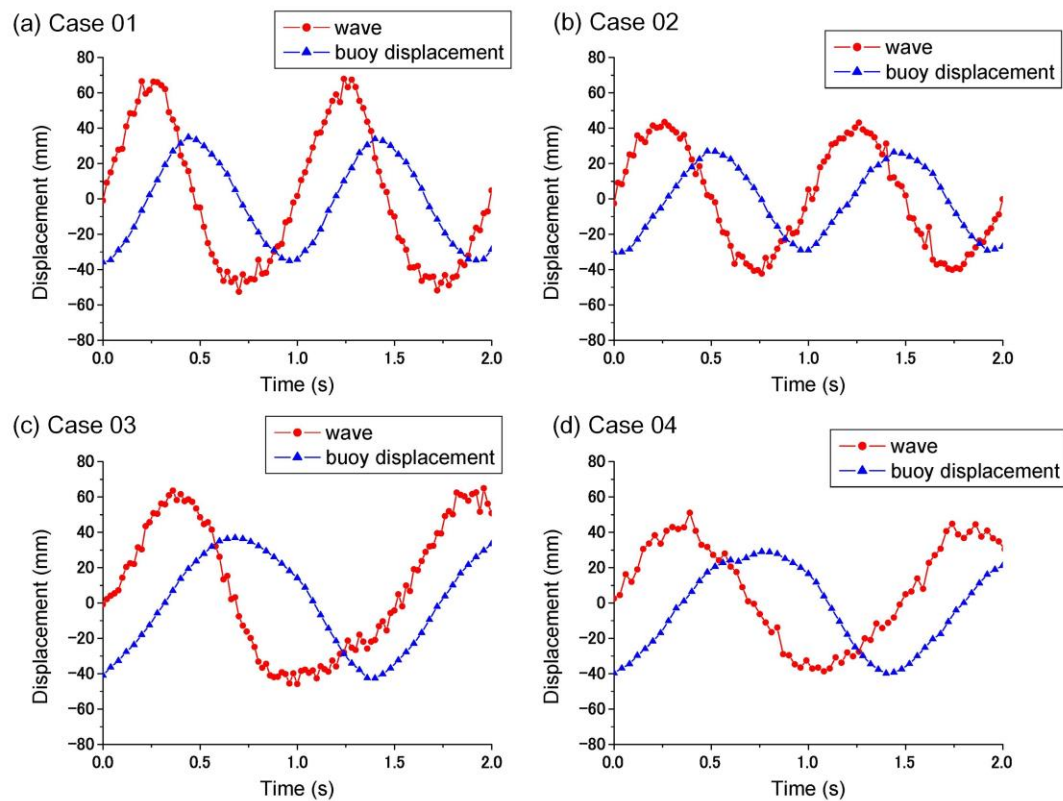 (a) Case 01
wave
buoy displacement
80
60
40
20
0
−20
−40
−60
−80
Displacement (mm)
0.0 0.5 1.0 1.5 2.0
Time (s)
(b) Case 02
wave
buoy displacement
80
60
40
20
0
−20
−40
−60
−80
Displacement (mm)
0.0 0.5 1.0 1.5 2.0
Time (s)
(c) Case 03
wave
buoy displacement
80
60
40
20
0
−20
−40
−60
−80
Displacement (mm)
0.0 0.5 1.0 1.5 2.0
Time (s)
(d) Case 04
wave
buoy displacement
80
60
40
20
0
−20
−40
−60
−80
Displacement (mm)
0.0 0.5 1.0 1.5 2.0
Time (s)